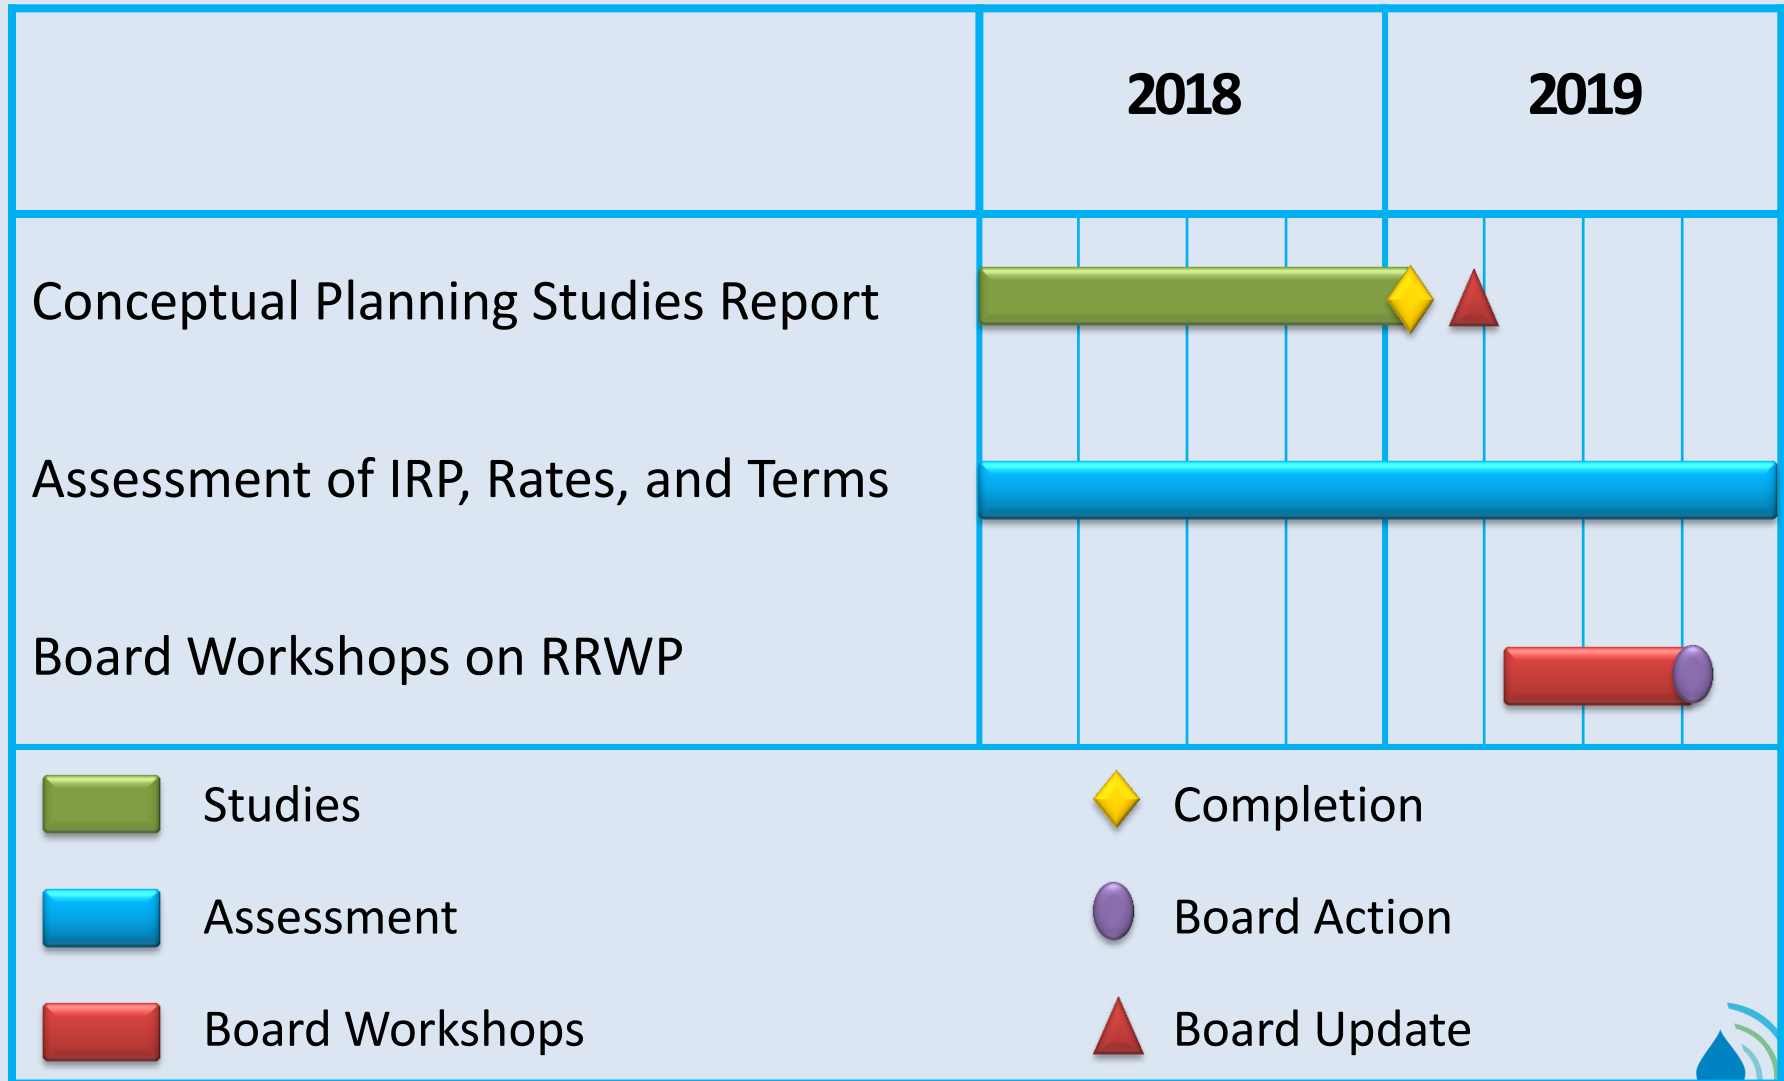 2018 2019
Conceptual Planning Studies Report
Assessment of IRP, Rates, and Terms
Board Workshops on RRWP
Studies
Completion
Assessment
Board Action
Board Workshops
Board Update